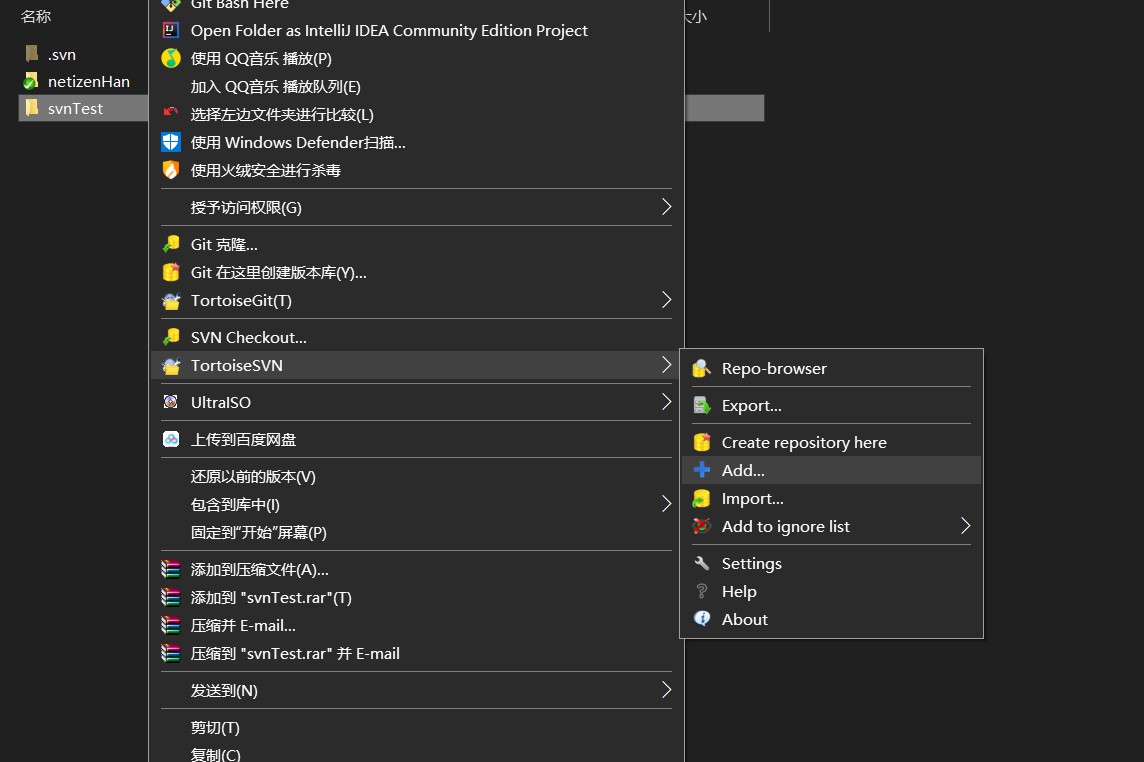 名称
大小
.svn
netizenHan
svnTest
Git Bash Here
Open Folder as IntelliJ IDEA Community Edition Project
使用 QQ音乐 播放(P)
加入 QQ音乐 播放队列(E)
选择左边文件夹进行比较(L)
使用 Windows Defender扫描...
使用火绒安全进行杀毒
授予访问权限(G)
Git 克隆...
Git 在这里创建版本库(Y)...
TortoiseGit(T)
SVN Checkout...
TortoiseSVN
UltraISO
上传到百度网盘
还原以前的版本(V)
包含到库中(I)
固定到"开始"屏幕(P)
添加到压缩文件(A)...
添加到 "svnTest.rar"(T)
压缩并 E-mail...
压缩到 "svnTest.rar" 并 E-mail
发送到(N)
剪切(T)
复制(C)
Repo-browser
Export...
Create repository here
Add...
Import...
Add to ignore list
Settings
Help
About